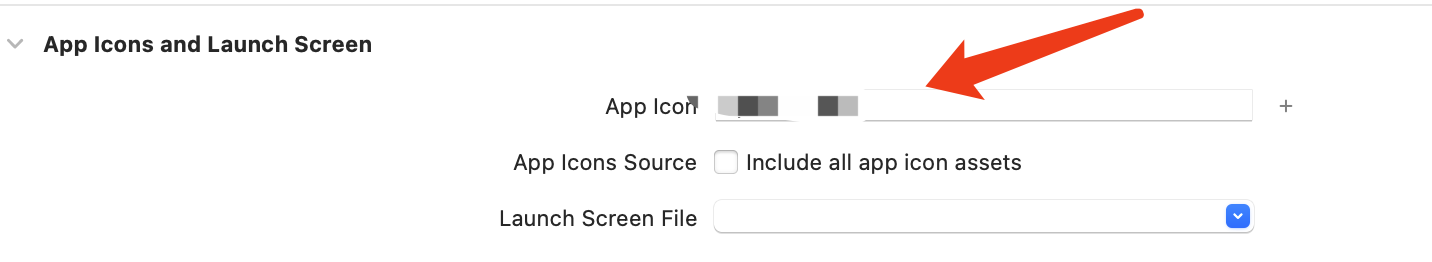 App Icons and Launch Screen
App Icon
App Icons Source Include all app icon assets
Launch Screen File